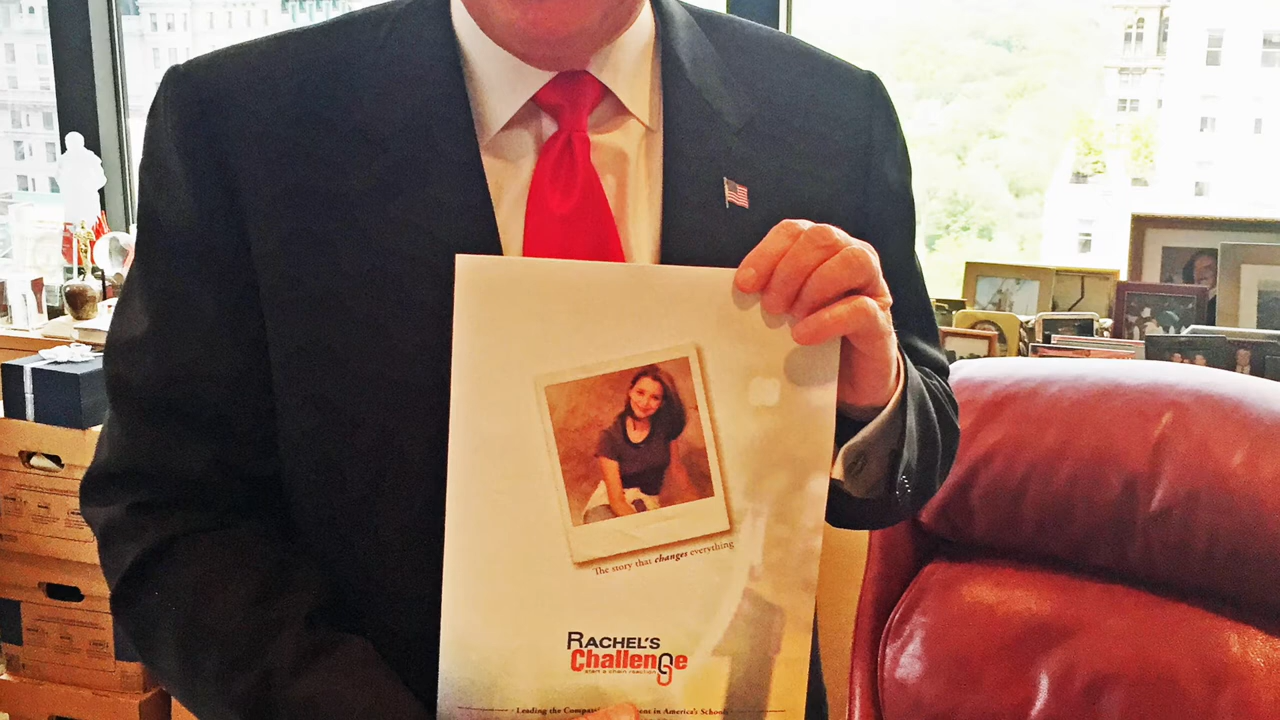 The story that changes everything
RACHEL'S
Challenge
start a chain reaction
Leading the in America's Schools